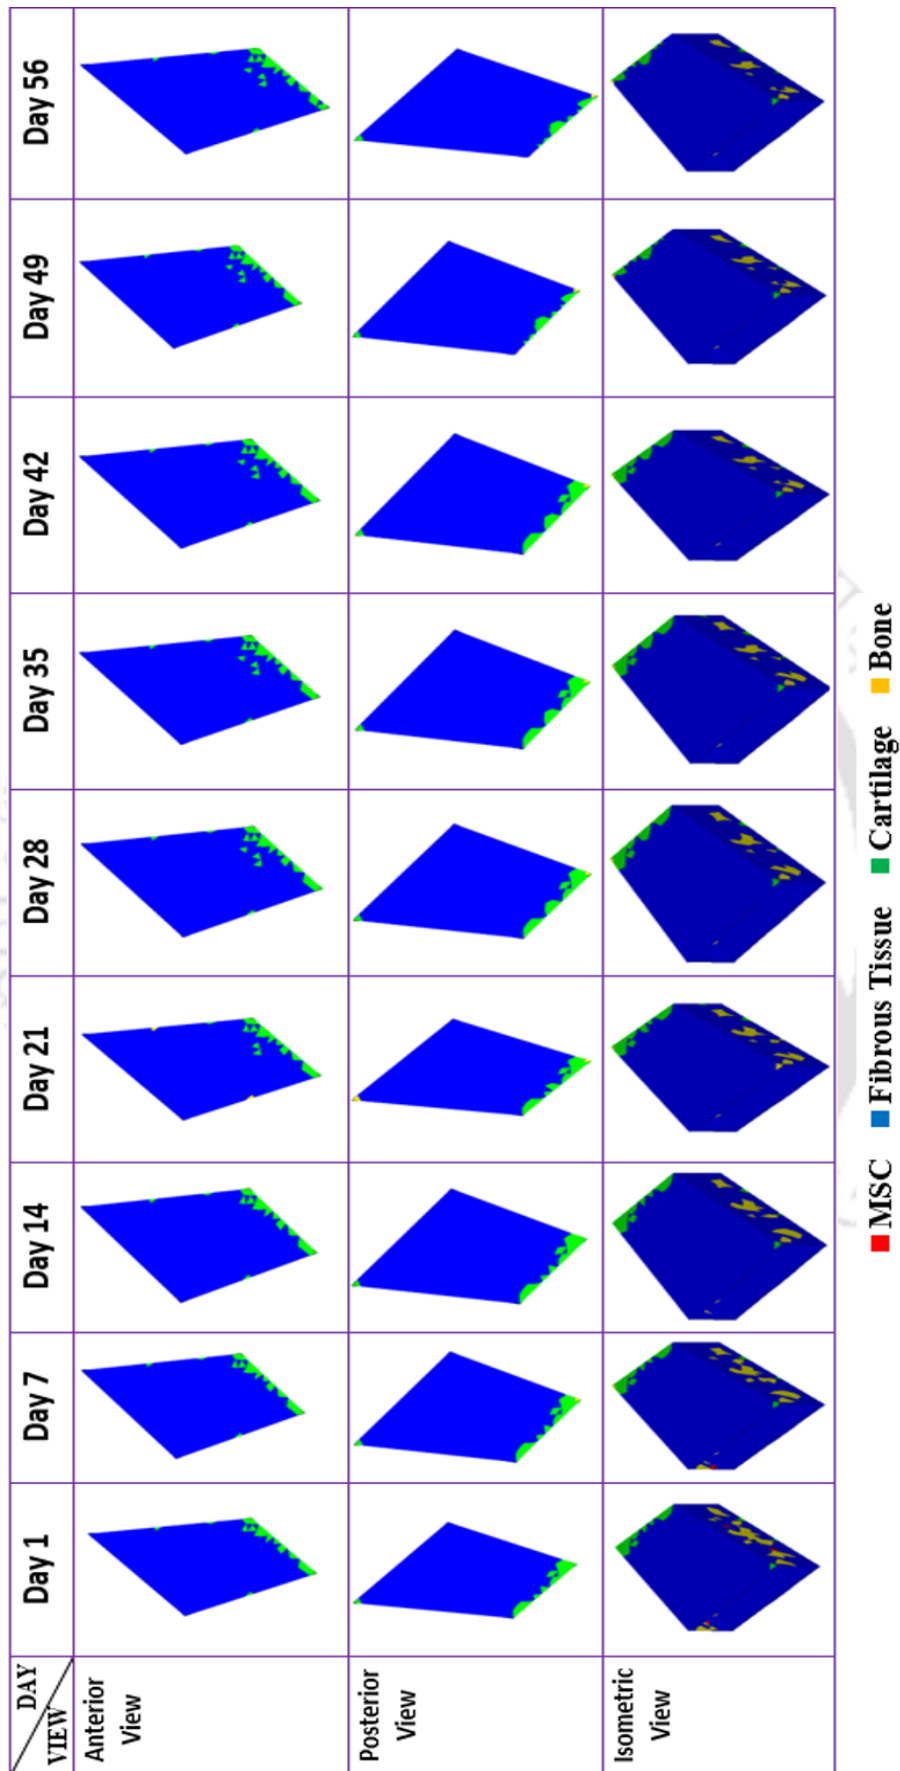 DAY
VIEW
Day 1
Day 7
Day 14
Day 21
Day 28
Day 35
Day 42
Day 49
Day 56
Anterior
View
Posterior
View
Isometric
View
MSC Fibrous Tissue Cartilage Bone